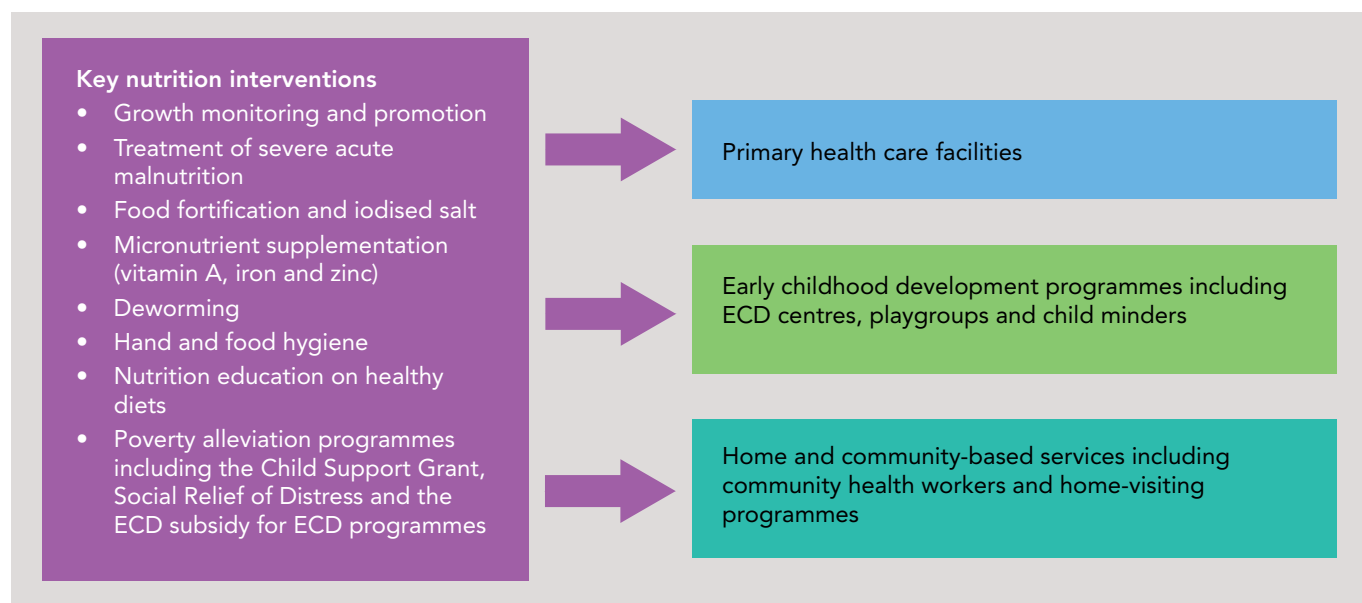 Key nutrition interventions
• Growth monitoring and promotion
• Treatment of severe acute
malnutrition
• Food fortification and iodised salt
• Micronutrient supplementation
(vitamin A, iron and zinc)
• Deworming
• Hand and food hygiene
• Nutrition education on healthy
diets
• Poverty alleviation programmes
including the Child Support Grant,
Social Relief of Distress and the
ECD subsidy for ECD programmes
Primary health care facilities
Early childhood development programmes including
ECD centres, playgroups and child minders
Home and community-based services including
community health workers and home-visiting
programmes